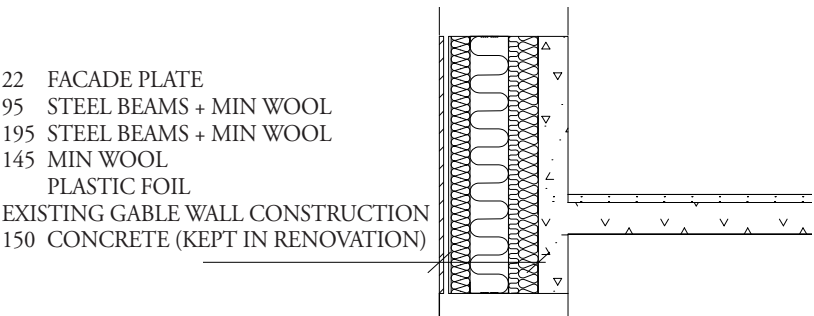 22 FACADE PLATE
95 STEEL BEAMS + MIN WOOL
195 STEEL BEAMS + MIN WOOL
145 MIN WOOL
PLASTIC FOIL
EXISTING GABLE WALL CONSTRUCTION
150 CONCRETE (KEPT IN RENOVATION)